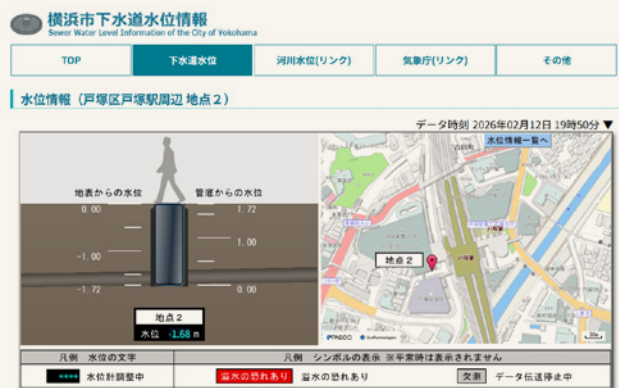 横浜市下水道水位情報
Sewer Water Level Information of the City of Yokohama
TOP
下水道水位
河川水位(リンク)
気象庁(リンク)
その他
水位情報（戸塚区戸塚駅周辺 地点２）
データ時刻 2026年02月12日 19時50分 ▼
水位情報一覧へ
地表からの水位
管底からの水位
0.00
1.72
1.00
-1.00
-1.72
0.00
地点２
地点２
水位 -1.68 m
PASCO
凡例 水位の文字
凡例 シンボルの表示 ※平常時は表示されません
**** 水位計調整中
溢水の恐れあり 溢水の恐れあり
欠測 データ伝送停止中